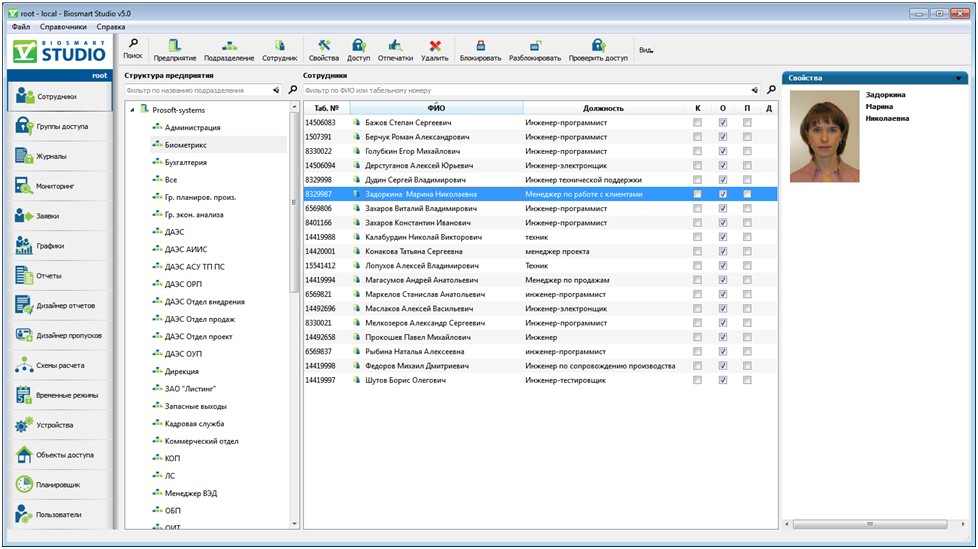 root - local - Biosmart Studio v5.0
Файл Справочники Справка
BIOSMART
STUDIO
root
Поиск Предприятие Подразделение Сотрудник Свойства Доступ Отпечатки Удалить Блокировать Разблокировать Проверить доступ Вид
Сотрудники
Группы доступа
Журналы
Мониторинг
Заявки
Графики
Отчеты
Дизайнер отчетов
Дизайнер пропусков
Схемы расчета
Временные режимы
Устройства
Объекты доступа
Планировщик
Пользователи
Структура предприятия
Фильтр по названию подразделения
Prosoft-systems
Администрация
Биометрикс
Бухгалтерия
Все
Гр. планиров. произ.
Гр. экон. анализа
ДАЭС
ДАЭС АИИС
ДАЭС АСУ ТП ПС
ДАЭС ОРП
ДАЭС Отдел внедрения
ДАЭС Отдел продаж
ДАЭС Отдел проект
ДАЭС ОУП
Дирекция
ЗАО "Листинг"
Запасные выходы
Кадровая служба
Коммерческий отдел
КОП
ЛС
Менеджер ВЭД
ОБП
ОИТ
Сотрудники
Фильтр по ФИО или табельному номеру
Таб. № ФИО Должность К О П Д
14506083 Бажов Степан Сергеевич Инженер-программист
1507391 Берчук Роман Александрович Инженер-программист
8330022 Голубкин Егор Михайлович Инженер-программист
14506094 Дерстуганов Алексей Юрьевич Инженер-электронщик
8329998 Дудин Сергей Владимирович Инженер технической поддержки
8329987 Задоркина Марина Николаевна Менеджер по работе с клиентами
6569806 Захаров Виталий Владимирович Инженер-программист
8401166 Захаров Константин Иванович Инженер-программист
14419988 Калабурдин Николай Викторович техник
14420001 Конакова Татьяна Сергеевна менеджер проекта
15541412 Лопухов Алексей Владимирович Техник
14419994 Магасумов Андрей Анатольевич Менеджер по продажам
6569821 Маркелов Станислав Анатольевич инженер-программист
14492696 Маслаков Алексей Васильевич Инженер-электронщик
8330021 Мелкозеров Александр Сергеевич Инженер-программист
14492658 Прокошев Павел Михайлович Инженер
6569837 Рыбина Наталья Алексеевна инженер-программист
14419998 Федоров Михаил Дмитриевич Инженер по сопровождению производства
14419997 Шутов Борис Олегович Инженер-тестировщик
Свойства
Задоркина
Марина
Николаевна